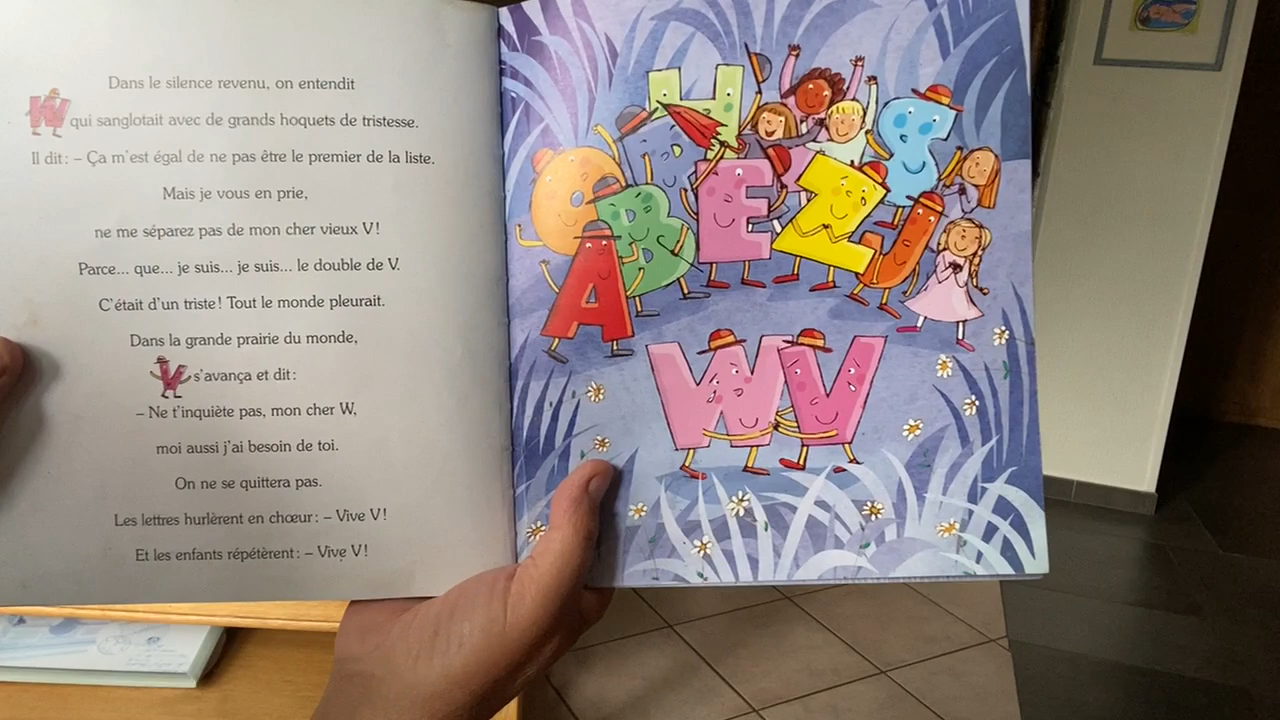 Dans le silence revenu, on entendit
W qui sanglotait avec de grands hoquets de tristesse.
Il dit : – Ça m'est égal de ne pas être le premier de la liste.
Mais je vous en prie,
ne me séparez pas de mon cher vieux V !
Parce... que... je suis... je suis... le double de V.
C'était d'un triste ! Tout le monde pleurait.
Dans la grande prairie du monde,
V s'avança et dit :
– Ne t'inquiète pas, mon cher W,
moi aussi j'ai besoin de toi.
On ne se quittera pas.
Les lettres hurlèrent en chœur : – Vive V !
Et les enfants répétèrent : – Vive V !
H
D
S
O
B
E
Z
J
A
W V